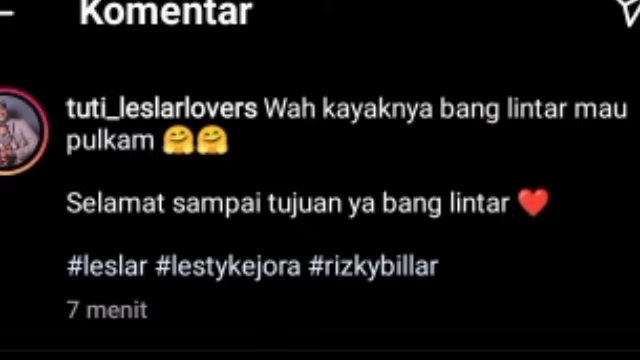 Komentar
tuti_leslarlovers Wah kayaknya bang lintar mau
pulkam 🤗🤗
Selamat sampai tujuan ya bang lintar ❤️
#leslar #lestykejora #rizkybillar
7 menit